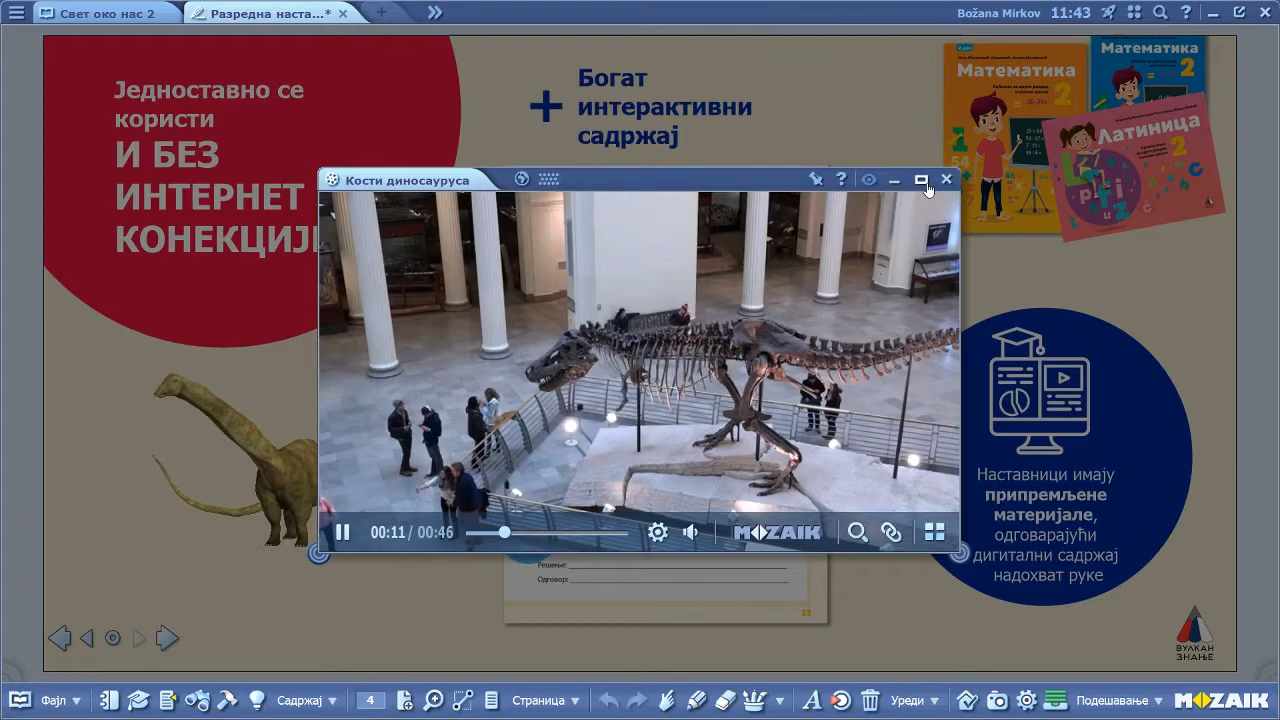 Свет око нас 2
Разредна наста...*
Božana Mirkov
11:43
Једноставно се
користи
И БЕЗ
ИНТЕРНЕТ
КОНЕКЦИЈ
Богат
интерактивни
садржај
Математика
2
Математика
2
Латиница
2
Кости диносауруса
00:11 / 00:46
MOZAIK
Решење:
Одговор:
33
Наставници имају
припремљене
материјале,
одговарајући
дигитални садржај
надохват руке
ВУЛКАН
ЗНАЊЕ
Фајл
Садржај
4
Страница
Уреди
Подешавање
MOZAIK